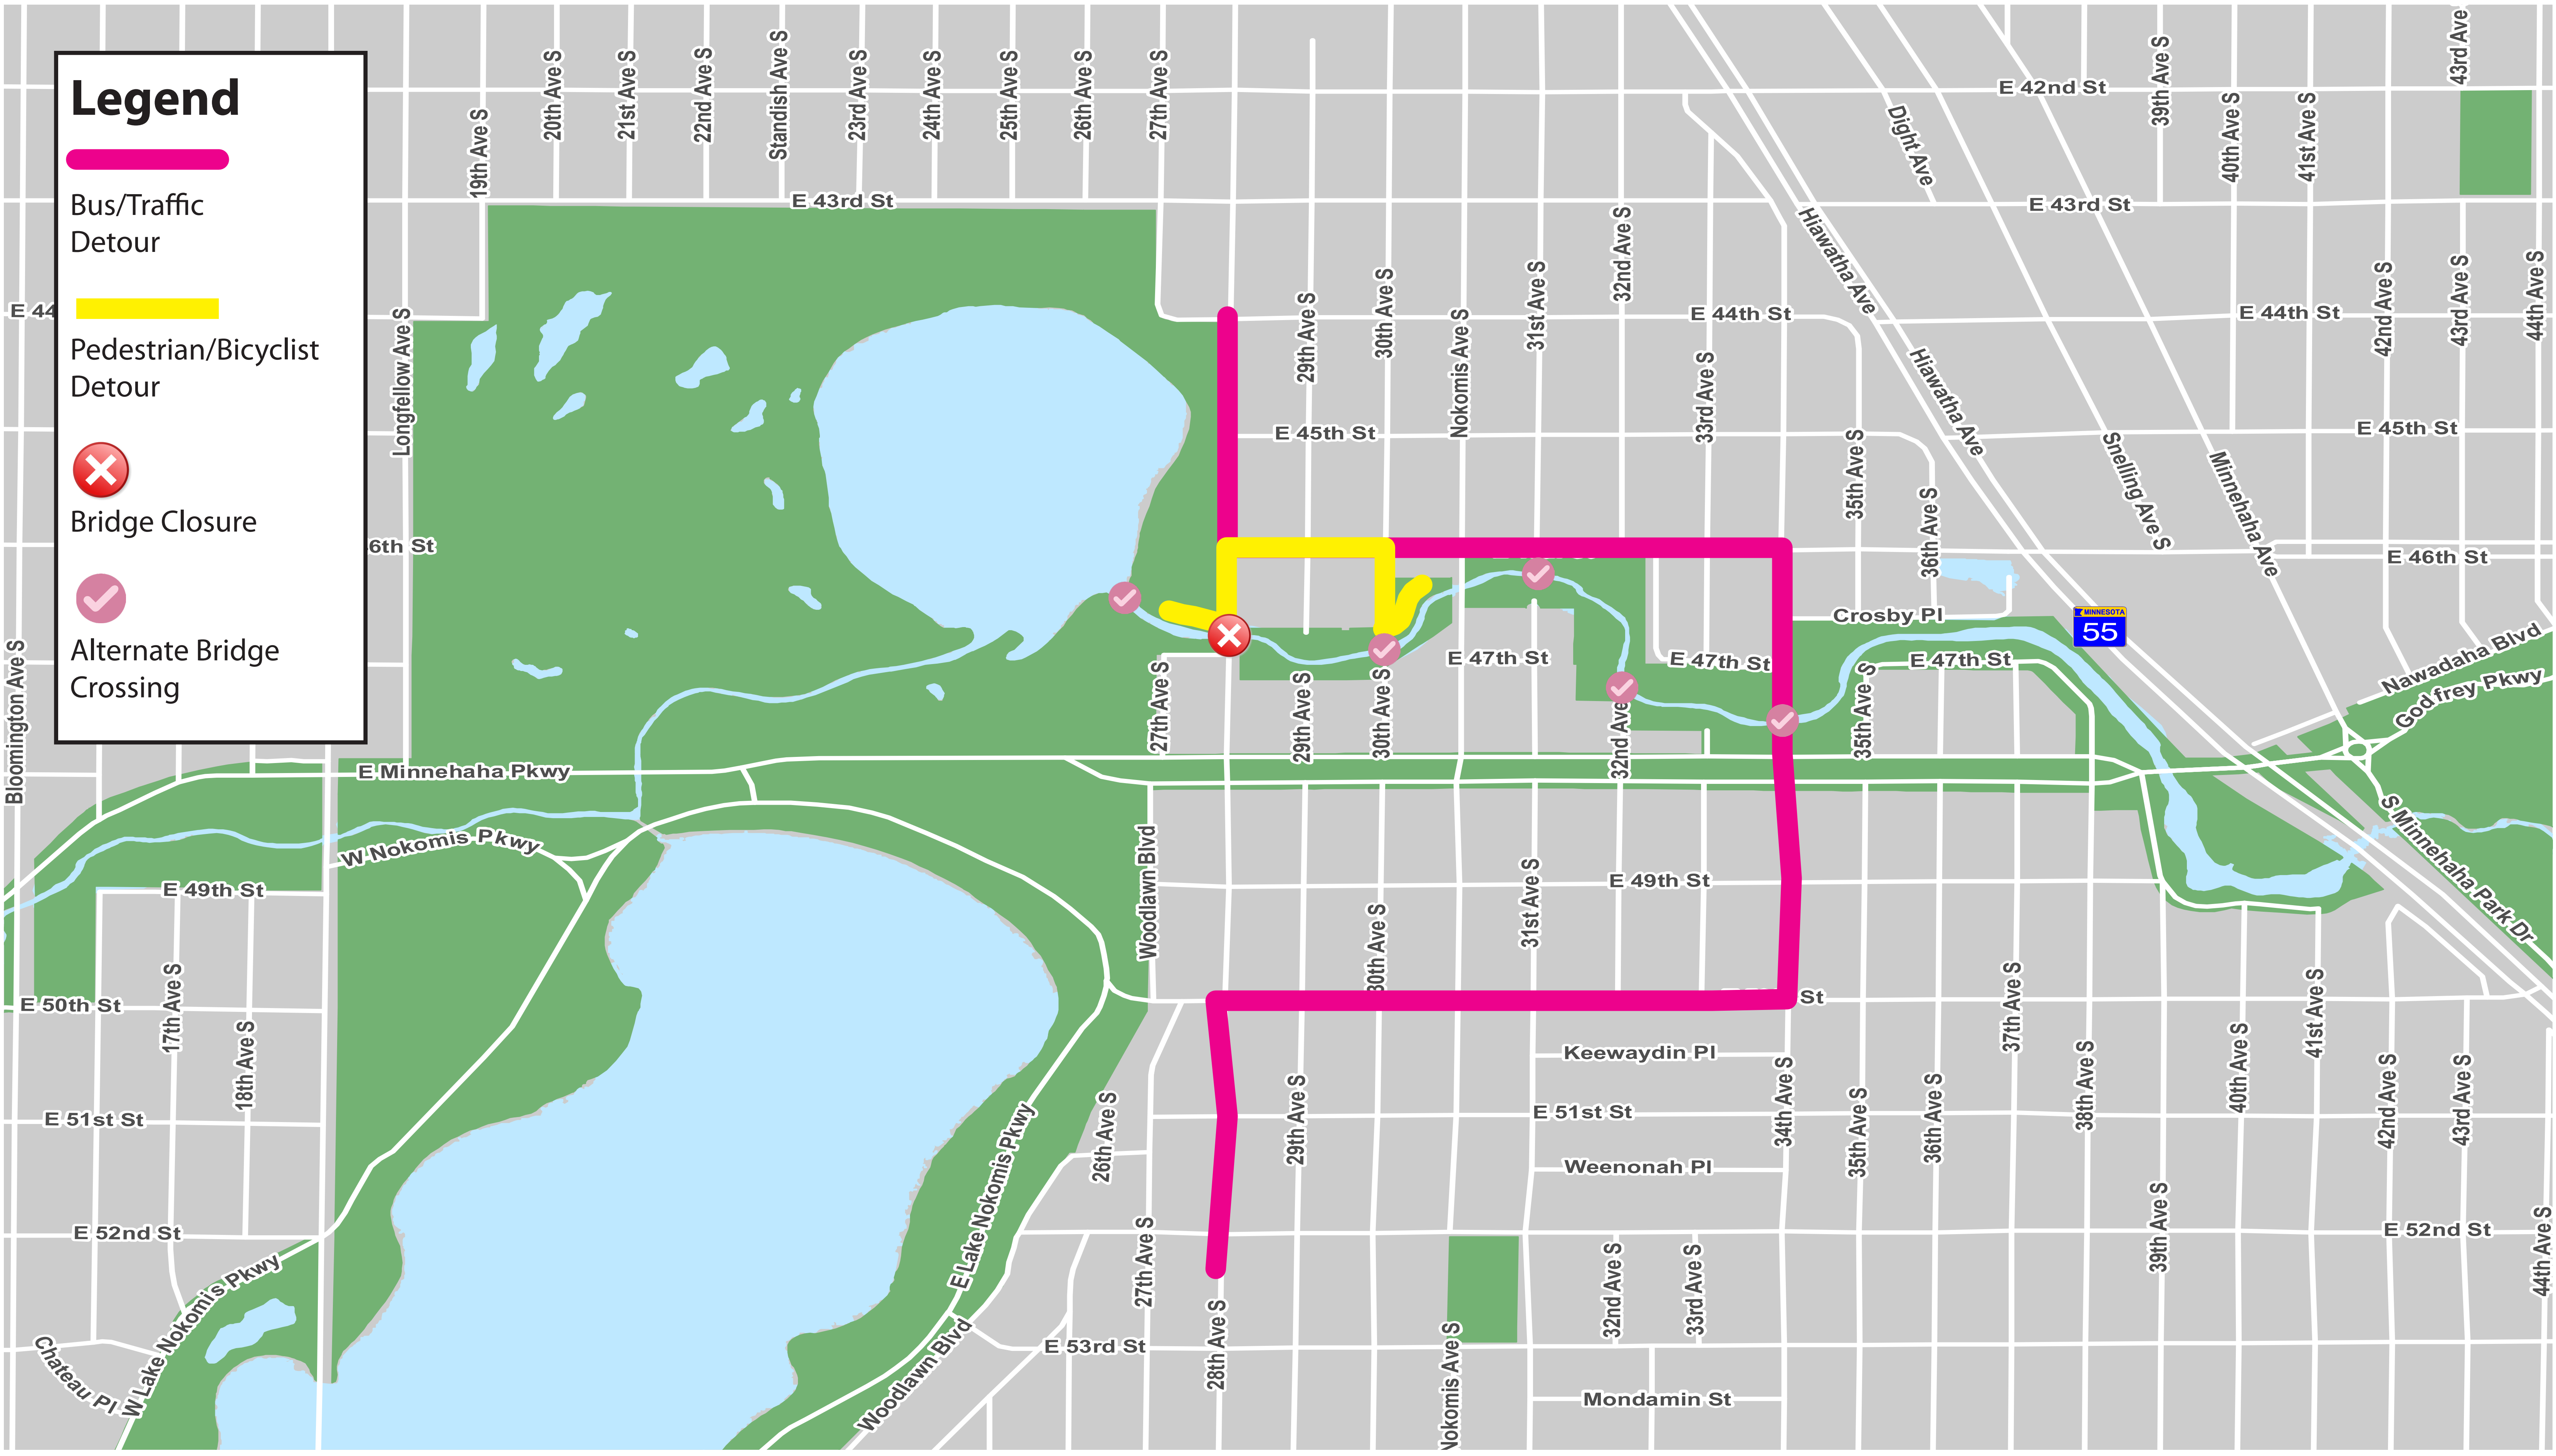 Legend
Bus/Traffic
Detour
Pedestrian/Bicyclist
Detour
Bridge Closure
Alternate Bridge
Crossing
19th Ave S
20th Ave S
21st Ave S
22nd Ave S
Standish Ave S
23rd Ave S
24th Ave S
25th Ave S
26th Ave S
27th Ave S
E 42nd St
39th Ave S
40th Ave S
41st Ave S
43rd Ave
Dight Ave
E 43rd St
E 43rd St
Hiawatha Ave
E 44
Longfellow Ave S
29th Ave S
30th Ave S
Nokomis Ave S
31st Ave S
32nd Ave S
33rd Ave S
E 44th St
E 44th St
42nd Ave S
43rd Ave S
44th Ave S
Hiawatha Ave
E 45th St
E 45th St
35th Ave S
36th Ave S
Snelling Ave S
Minnehaha Ave
6th St
E 46th St
Crosby Pl
MINNESOTA
55
E 47th St
E 47th St
E 47th St
Nawadaha Blvd
Godfrey Pkwy
Bloomington Ave S
27th Ave S
29th Ave S
30th Ave S
32nd Ave
35th Ave S
E Minnehaha Pkwy
W Nokomis Pkwy
S Minnehaha Park Dr
E 49th St
Woodlawn Blvd
31st Ave S
E 49th St
30th Ave S
E 50th St
17th Ave S
18th Ave S
St
37th Ave S
41st Ave S
Keewaydin Pl
34th Ave S
35th Ave S
36th Ave S
38th Ave S
40th Ave S
42nd Ave S
43rd Ave S
E 51st St
26th Ave S
29th Ave S
E 51st St
Weenonah Pl
E 52nd St
E Lake Nokomis Pkwy
27th Ave S
39th Ave S
E 52nd St
44th Ave S
W Lake Nokomis Pkwy
Chateau Pl
Woodlawn Blvd
E 53rd St
28th Ave S
Nokomis Ave S
32nd Ave S
33rd Ave S
Mondamin St